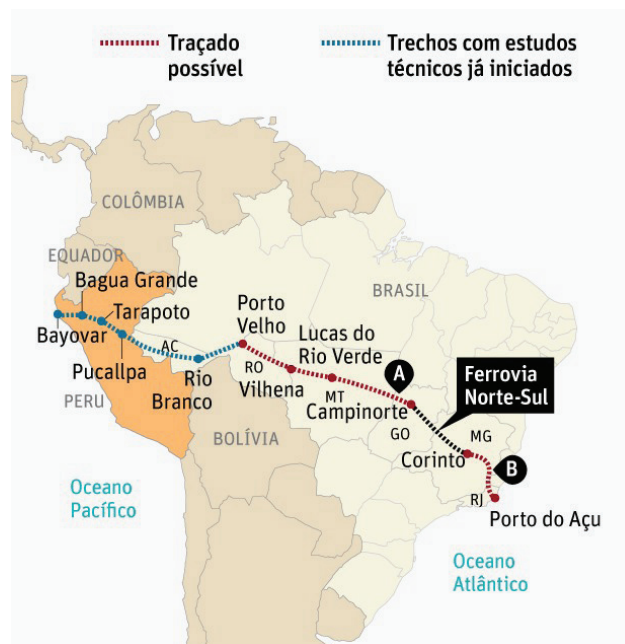 Traçado
possível
Trechos com estudos
técnicos já iniciados
COLÔMBIA
EQUADOR
Bagua Grande
Tarapoto
Bayovar
Pucallpa
PERU
AC
Rio
Branco
Porto
Velho
RO
Vilhena
Lucas do
Rio Verde
MT
BRASIL
A
Campinorte
GO
Ferrovia
Norte-Sul
MG
Corinto
B
RJ
Porto do Açu
BOLÍVIA
Oceano
Pacífico
Oceano
Atlântico